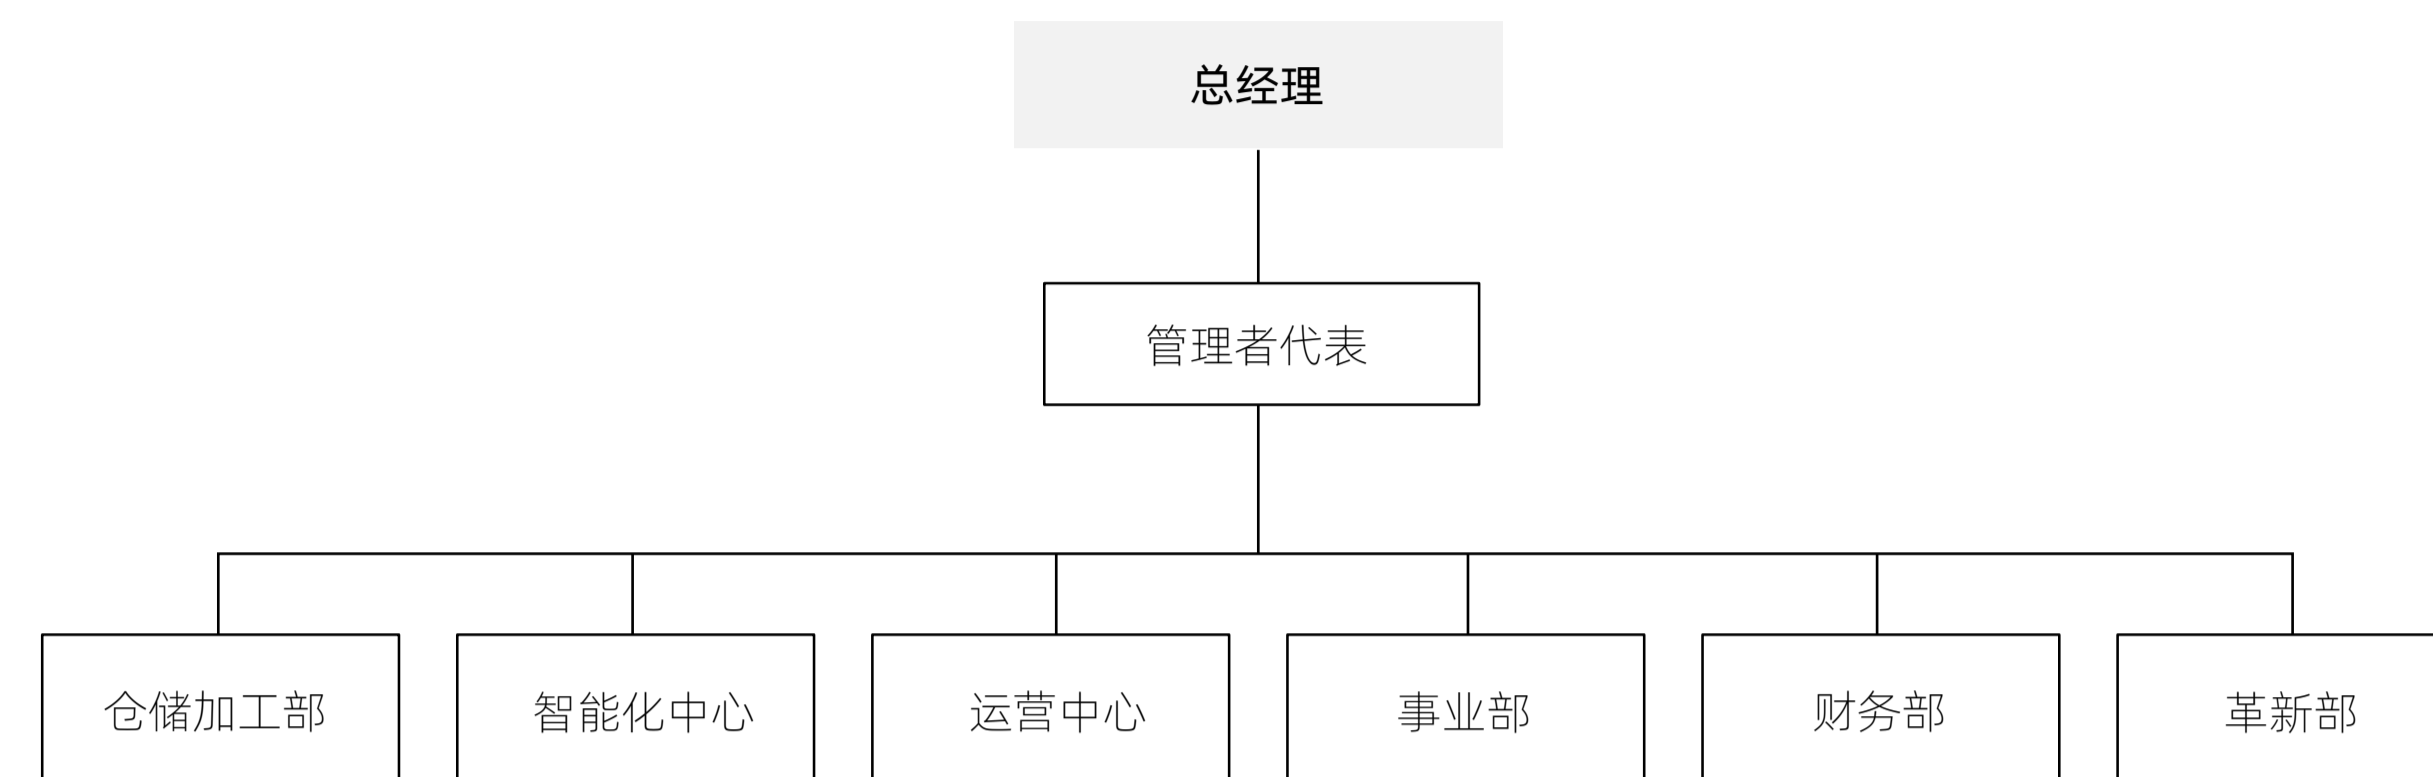 总经理
管理者代表
仓储加工部
智能化中心
运营中心
事业部
财务部
革新部